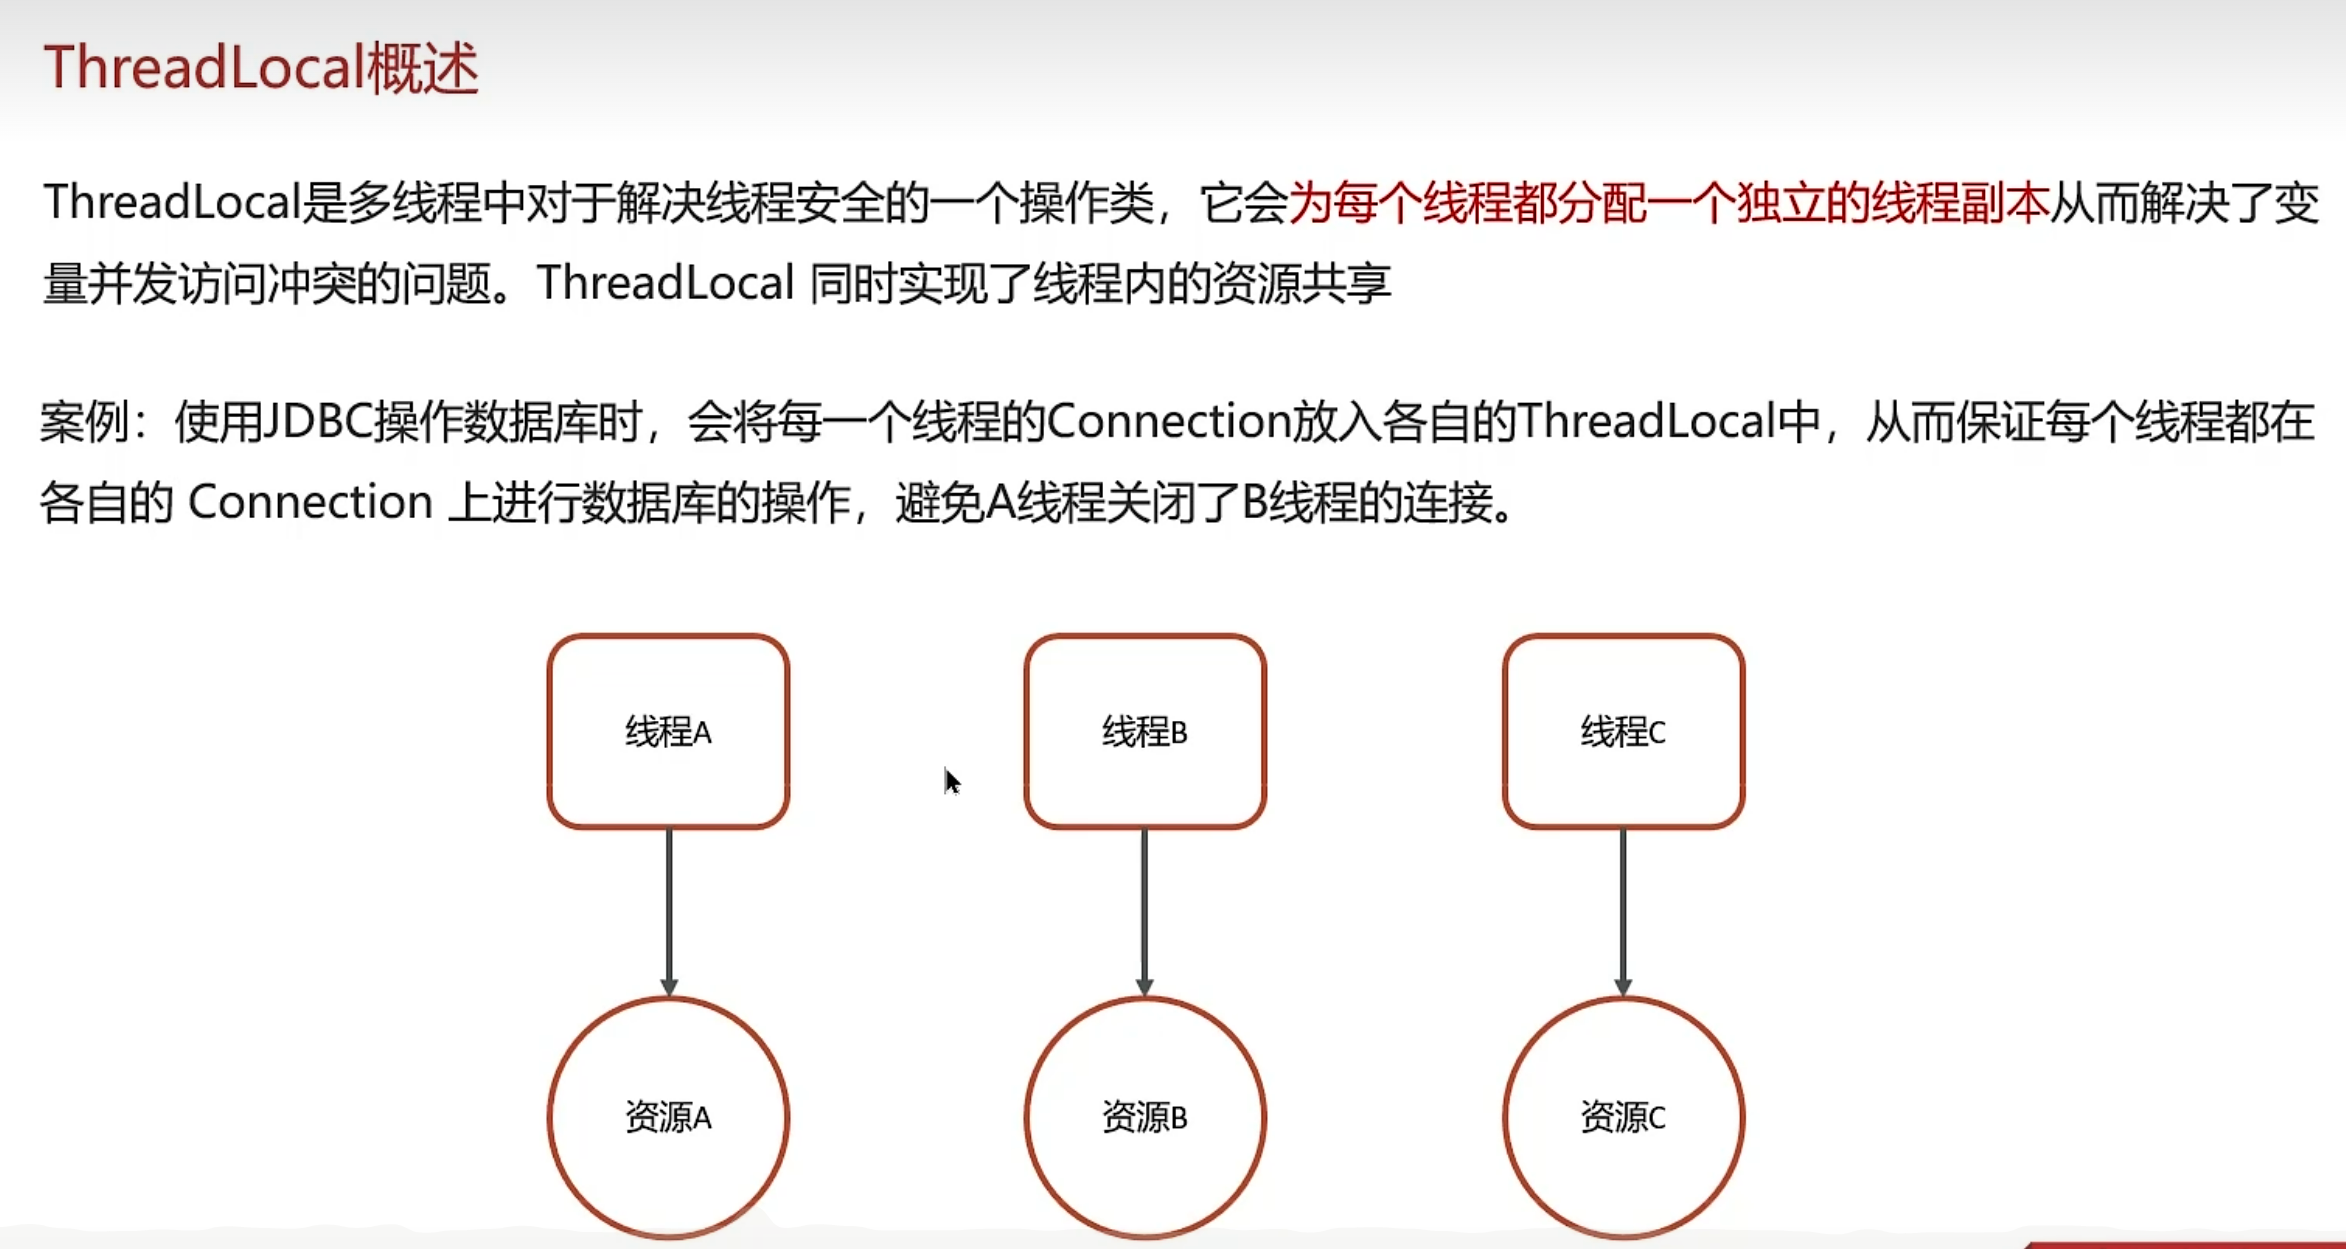 ThreadLocal概述
ThreadLocal是多线程中对于解决线程安全的一个操作类，它会为每个线程都分配一个独立的线程副本从而解决了变
量并发访问冲突的问题。ThreadLocal 同时实现了线程内的资源共享
案例：使用JDBC操作数据库时，会将每一个线程的Connection放入各自的ThreadLocal中，从而保证每个线程都在
各自的 Connection 上进行数据库的操作，避免A线程关闭了B线程的连接。
线程A
线程B
线程C
资源A
资源B
资源C